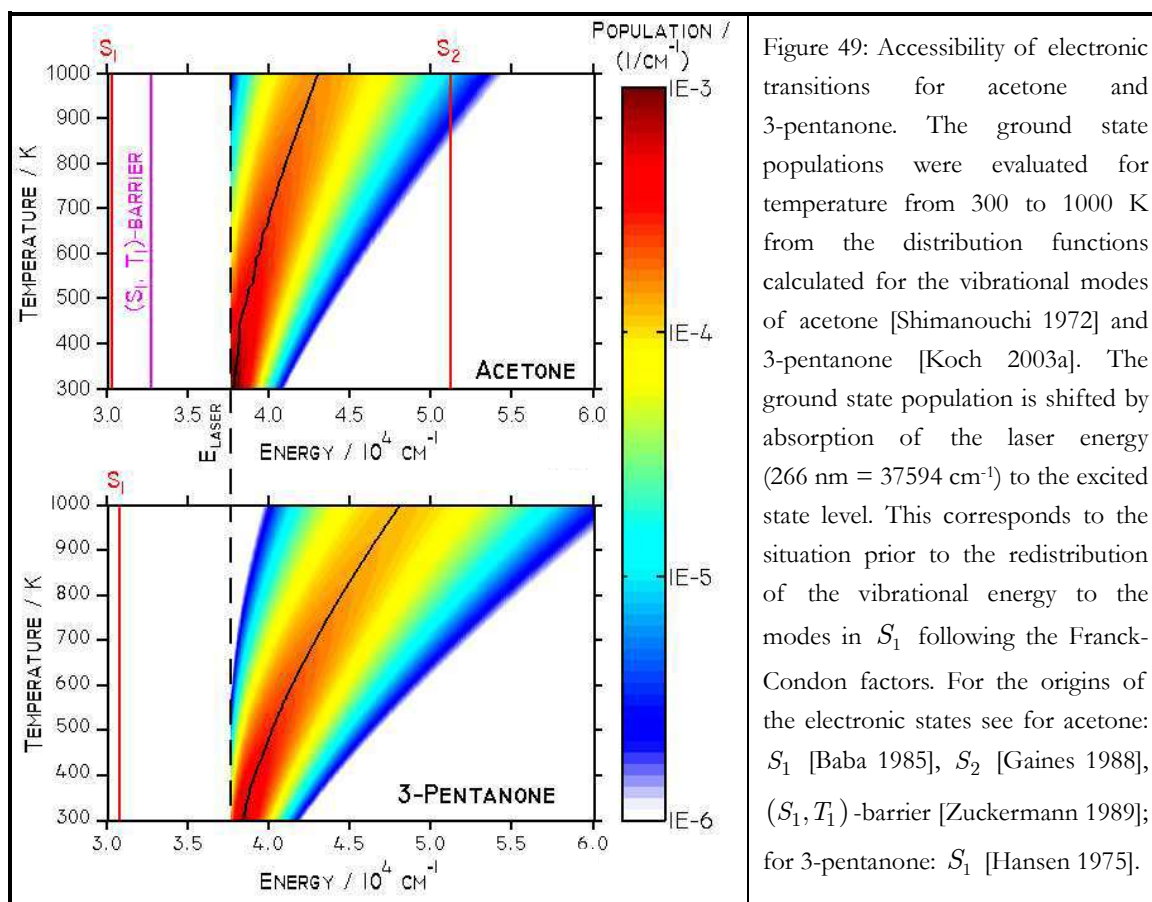 S₁
S₂
POPULATION /
(1/CM⁻¹)
1000
900
800
700
600
500
400
300
TEMPERATURE / K
(S₁, T₁)-BARRIER
ACETONE
3.0
3.5
4.0
4.5
5.0
5.5
6.0
E_LASER
ENERGY / 10⁴ CM⁻¹
1E-3
1E-4
1E-5
1E-6
S₁
1000
900
800
700
600
500
400
300
TEMPERATURE / K
3-PENTANONE
3.0
3.5
4.0
4.5
5.0
5.5
6.0
ENERGY / 10⁴ CM⁻¹
Figure 49: Accessibility of electronic
transitions for acetone and
3-pentanone. The ground state
populations were evaluated for
temperature from 300 to 1000 K
from the distribution functions
calculated for the vibrational modes
of acetone [Shimanouchi 1972] and
3-pentanone [Koch 2003a]. The
ground state population is shifted by
absorption of the laser energy
(266 nm = 37594 cm⁻¹) to the excited
state level. This corresponds to the
situation prior to the redistribution
of the vibrational energy to the
modes in S₁ following the Franck-
Condon factors. For the origins of
the electronic states see for acetone:
S₁ [Baba 1985], S₂ [Gaines 1988],
(S₁, T₁)-barrier [Zuckermann 1989];
for 3-pentanone: S₁ [Hansen 1975].